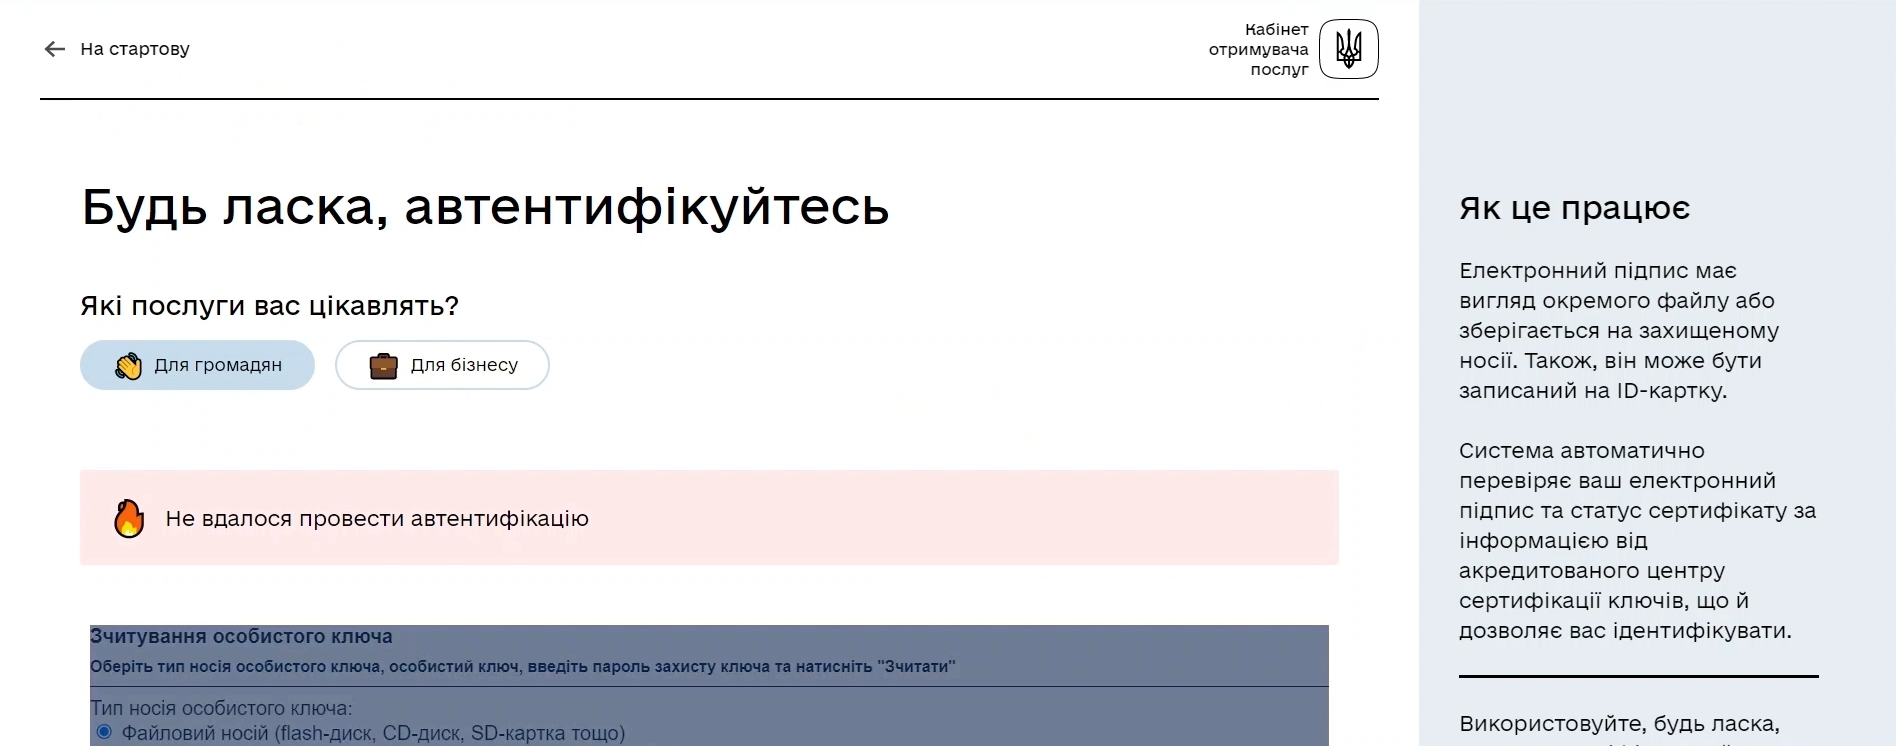 На стартову
Кабінет
отримувача
послуг
Будь ласка, автентифікуйтесь
Які послуги вас цікавлять?
Для громадян
Для бізнесу
Не вдалося провести автентифікацію
Зчитування особистого ключа
Оберіть тип носія особистого ключа, особистий ключ, введіть пароль захисту ключа та натисніть "Зчитати"
Тип носія особистого ключа:
Файловий носій (flash-диск, CD-диск, SD-картка тощо)
Як це працює
Електронний підпис має
вигляд окремого файлу або
зберігається на захищеному
носії. Також, він може бути
записаний на ID-картку.
Система автоматично
перевіряє ваш електронний
підпис та статус сертифікату за
інформацією від
акредитованого центру
сертифікації ключів, що й
дозволяє вас ідентифікувати.
Використовуйте, будь ласка,